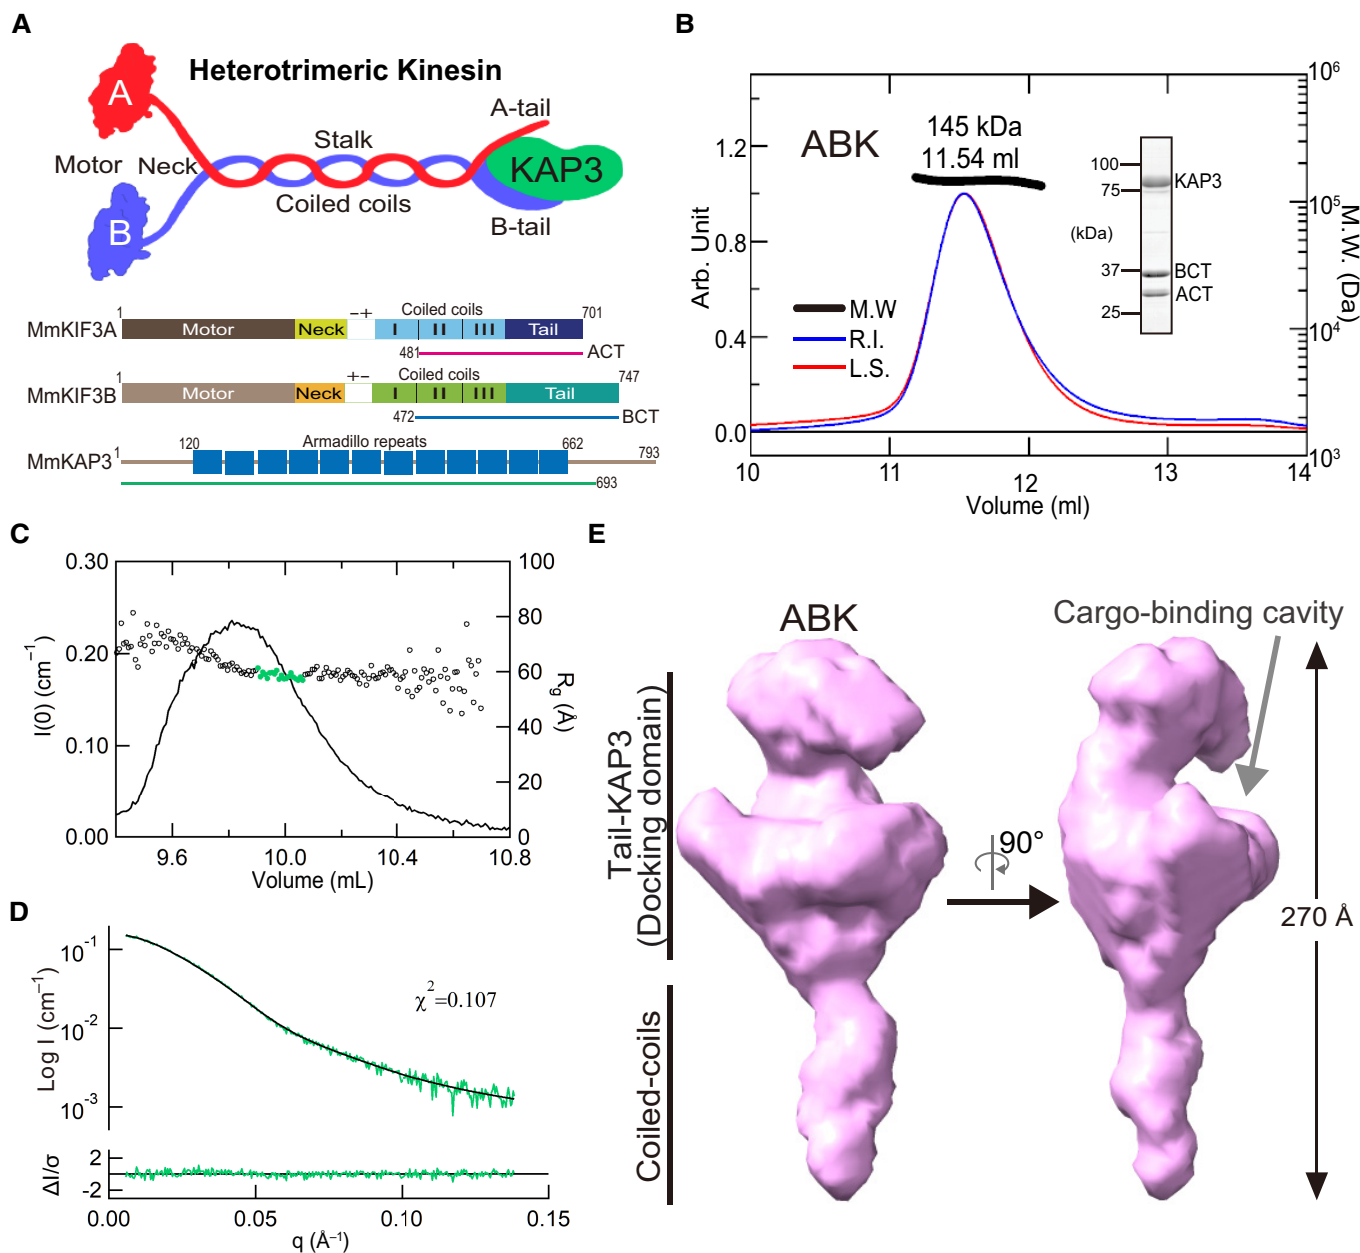 A
Heterotrimeric Kinesin
A
A-tail
Stalk
Motor
Neck
KAP3
Coiled coils
B
B-tail
1
−+
Coiled coils
701
MmKIF3A
Motor
Neck
I
II
III
Tail
481
ACT
1
+−
Coiled coils
747
MmKIF3B
Motor
Neck
I
II
III
Tail
472
BCT
120
Armadillo repeats
662
MmKAP3
1
793
693
B
ABK
145 kDa
11.54 ml
100
75
(kDa)
37
25
KAP3
BCT
ACT
M.W
R.I.
L.S.
1.2
0.8
0.4
0.0
Arb. Unit
10⁶
10⁵
10⁴
10³
M.W. (Da)
10
11
12
13
14
Volume (ml)
C
0.30
0.20
0.10
0.00
I(0) (cm⁻¹)
100
80
60
40
20
0
Rg (Å)
9.6
10.0
10.4
10.8
Volume (mL)
D
10⁻¹
10⁻²
10⁻³
Log I (cm⁻¹)
χ²=0.107
2
-2
ΔI/σ
0.00
0.05
0.10
0.15
q (Å⁻¹)
E
ABK
Cargo-binding cavity
Tail-KAP3
(Docking domain)
Coiled-coils
90°
270 Å